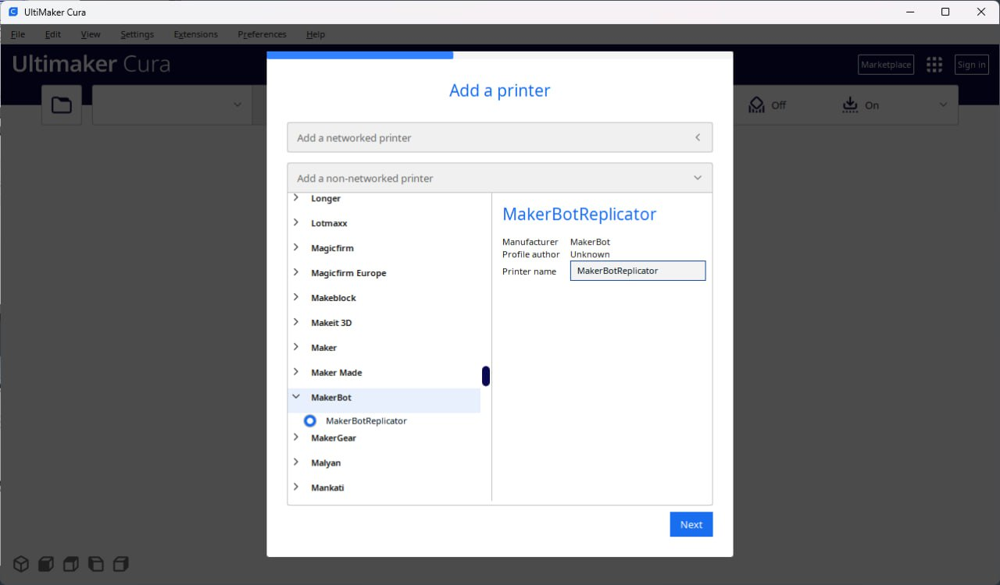 UltiMaker Cura
File Edit View Settings Extensions Preferences Help
Ultimaker Cura
Marketplace
Sign in
Off
On
Add a printer
Add a networked printer
Add a non-networked printer
Longer
Lotmaxx
Magicfirm
Magicfirm Europe
Makeblock
Makeit 3D
Maker
Maker Made
MakerBot
MakerBotReplicator
MakerGear
Malyan
Mankati
MakerBotReplicator
Manufacturer MakerBot
Profile author Unknown
Printer name MakerBotReplicator
Next